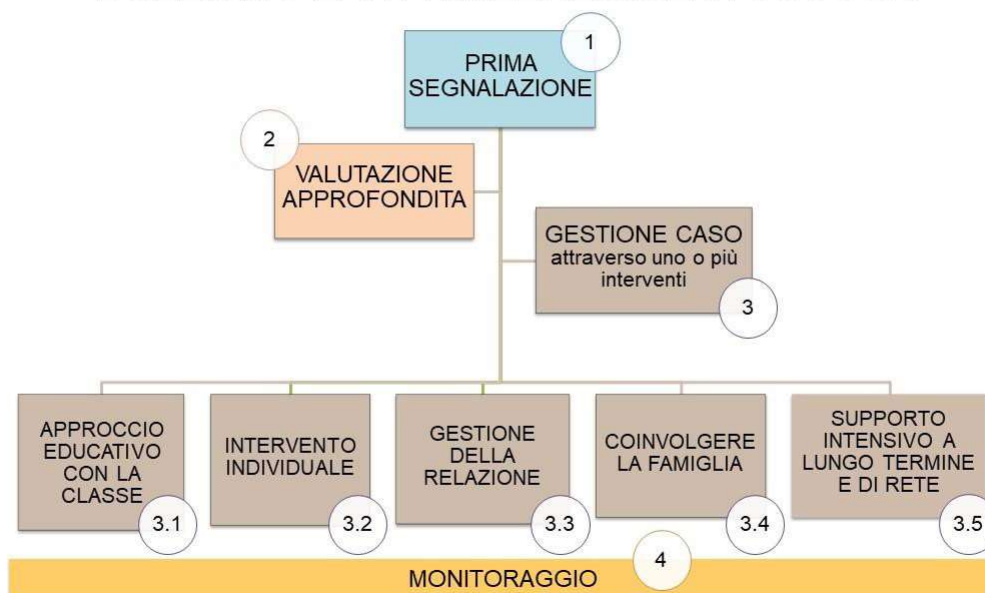 1
PRIMA
SEGNALAZIONE
2
VALUTAZIONE
APPROFONDITA
GESTIONE CASO
attraverso uno o più
interventi
3
APPROCCIO
EDUCATIVO
CON LA
CLASSE
3.1
INTERVENTO
INDIVIDUALE
3.2
GESTIONE
DELLA
RELAZIONE
3.3
COINVOLGERE
LA FAMIGLIA
3.4
SUPPORTO
INTENSIVO A
LUNGO TERMINE
E DI RETE
3.5
4
MONITORAGGIO